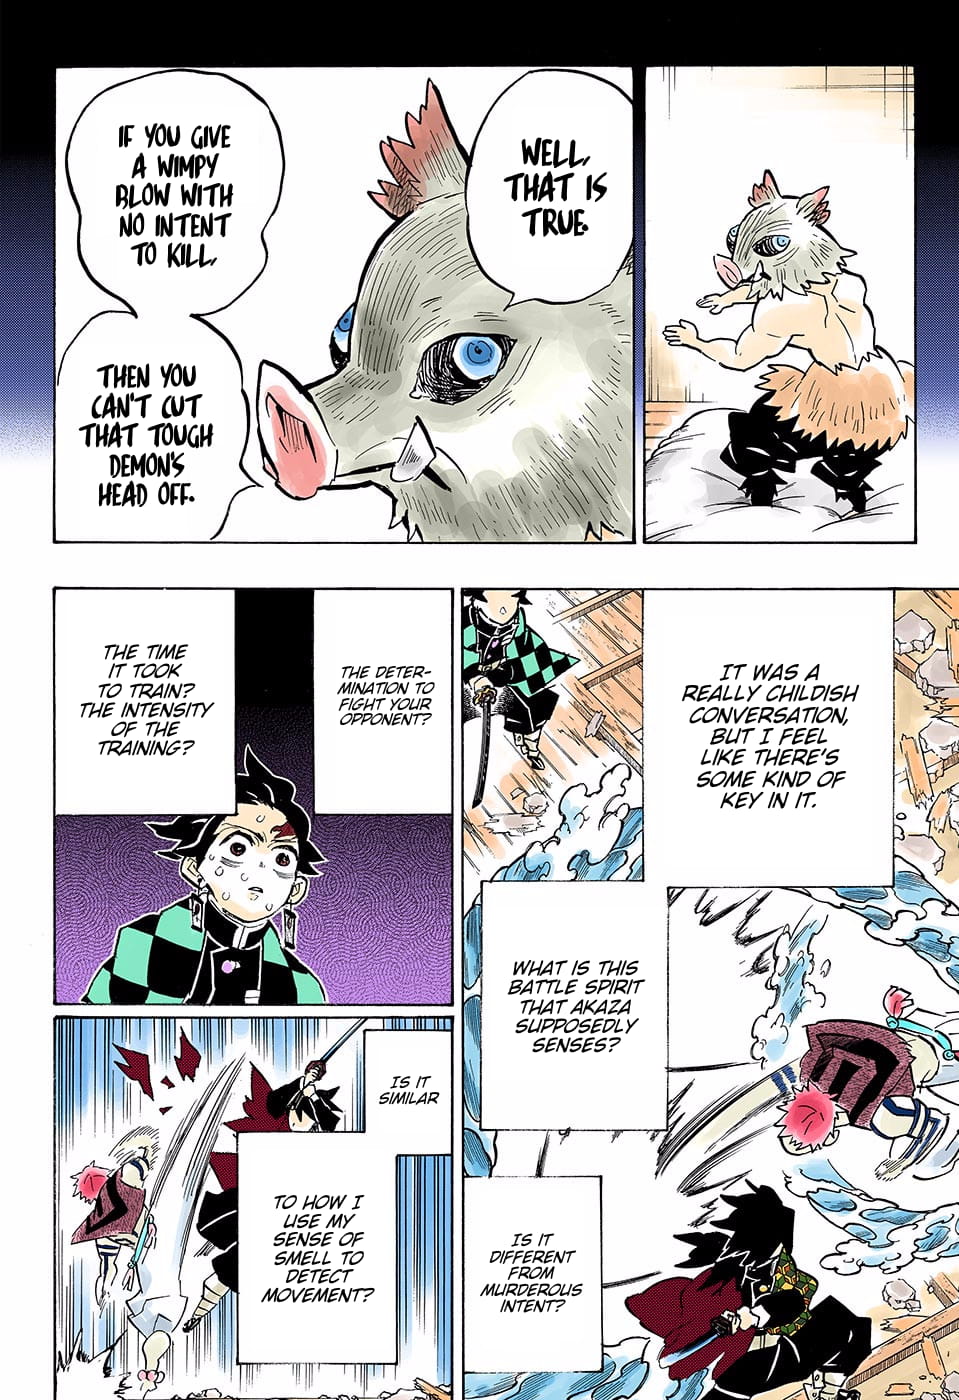 WELL,
THAT IS
TRUE.
IF YOU GIVE
A WIMPY
BLOW WITH
NO INTENT
TO KILL,
THEN YOU
CAN'T CUT
THAT TOUGH
DEMON'S
HEAD OFF.
IT WAS A
REALLY CHILDISH
CONVERSATION,
BUT I FEEL
LIKE THERE'S
SOME KIND OF
KEY IN IT.
WHAT IS THIS
BATTLE SPIRIT
THAT AKAZA
SUPPOSEDLY
SENSES?
IS IT
DIFFERENT
FROM
MURDEROUS
INTENT?
THE DETER-
MINATION TO
FIGHT YOUR
OPPONENT?
THE TIME
IT TOOK
TO TRAIN?
THE INTENSITY
OF THE
TRAINING?
IS IT
SIMILAR
TO HOW I
USE MY
SENSE OF
SMELL TO
DETECT
MOVEMENT?